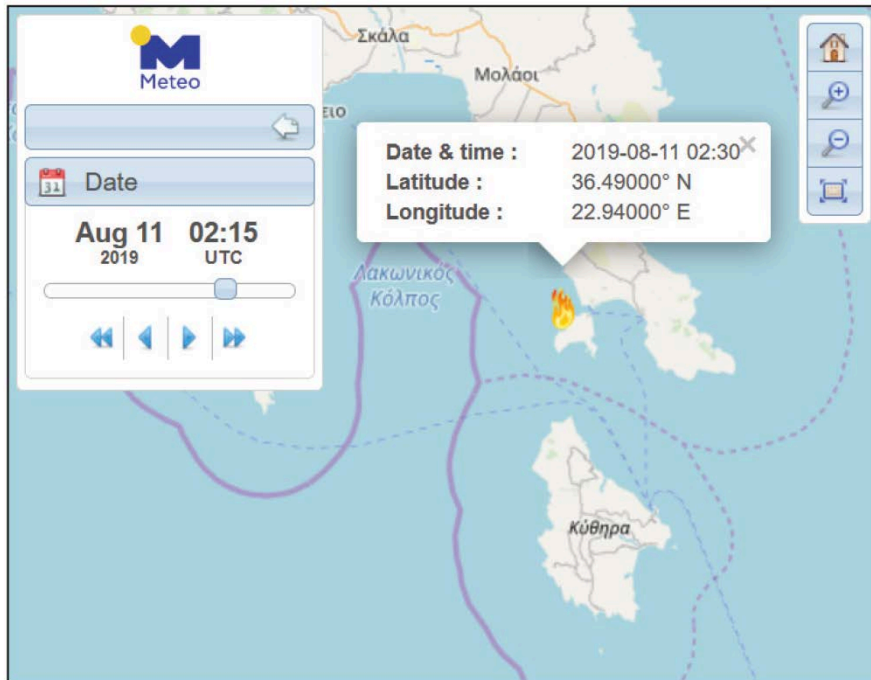 Meteo
Date
Aug 11 02:15
2019 UTC
Σκάλα
Μολάοι
ειο
Date & time : 2019-08-11 02:30
Latitude : 36.49000° N
Longitude : 22.94000° E
Λακωνικός
Κόλπος
Κύθηρα